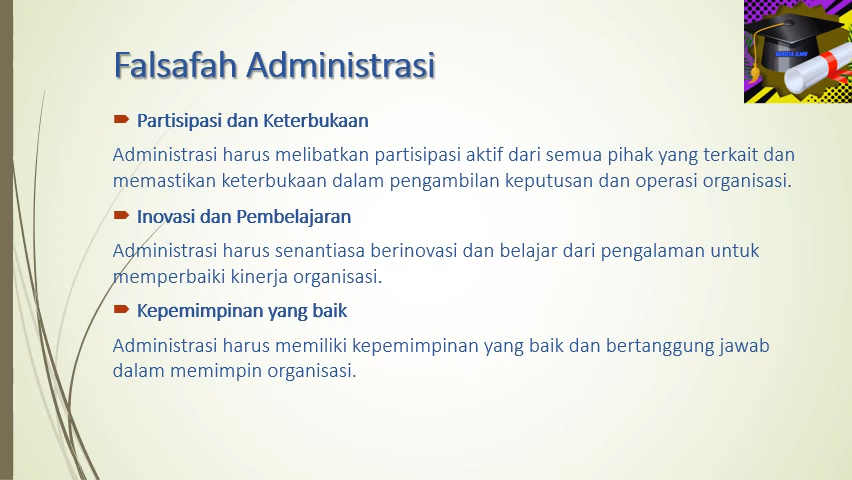 Falsafah Administrasi
Partisipasi dan Keterbukaan
Administrasi harus melibatkan partisipasi aktif dari semua pihak yang terkait dan
memastikan keterbukaan dalam pengambilan keputusan dan operasi organisasi.
Inovasi dan Pembelajaran
Administrasi harus senantiasa berinovasi dan belajar dari pengalaman untuk
memperbaiki kinerja organisasi.
Kepemimpinan yang baik
Administrasi harus memiliki kepemimpinan yang baik dan bertanggung jawab
dalam memimpin organisasi.